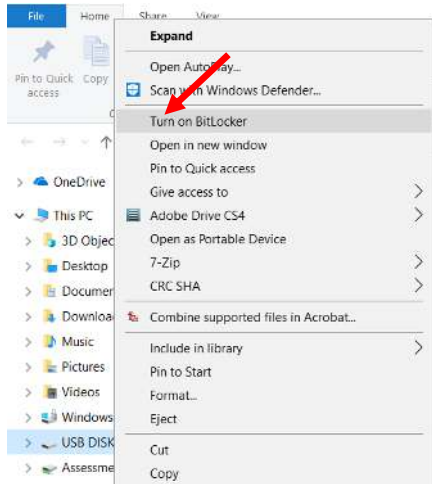 File Home Share View
Pin to Quick access
Copy
Expand
Open AutoPlay...
Scan with Windows Defender...
Turn on BitLocker
Open in new window
Pin to Quick access
Give access to
Adobe Drive CS4
Open as Portable Device
7-Zip
CRC SHA
Combine supported files in Acrobat...
Include in library
Pin to Start
Format...
Eject
Cut
Copy
OneDrive
This PC
3D Objec
Desktop
Documen
Downloa
Music
Pictures
Videos
Windows
USB DISK
Assessme